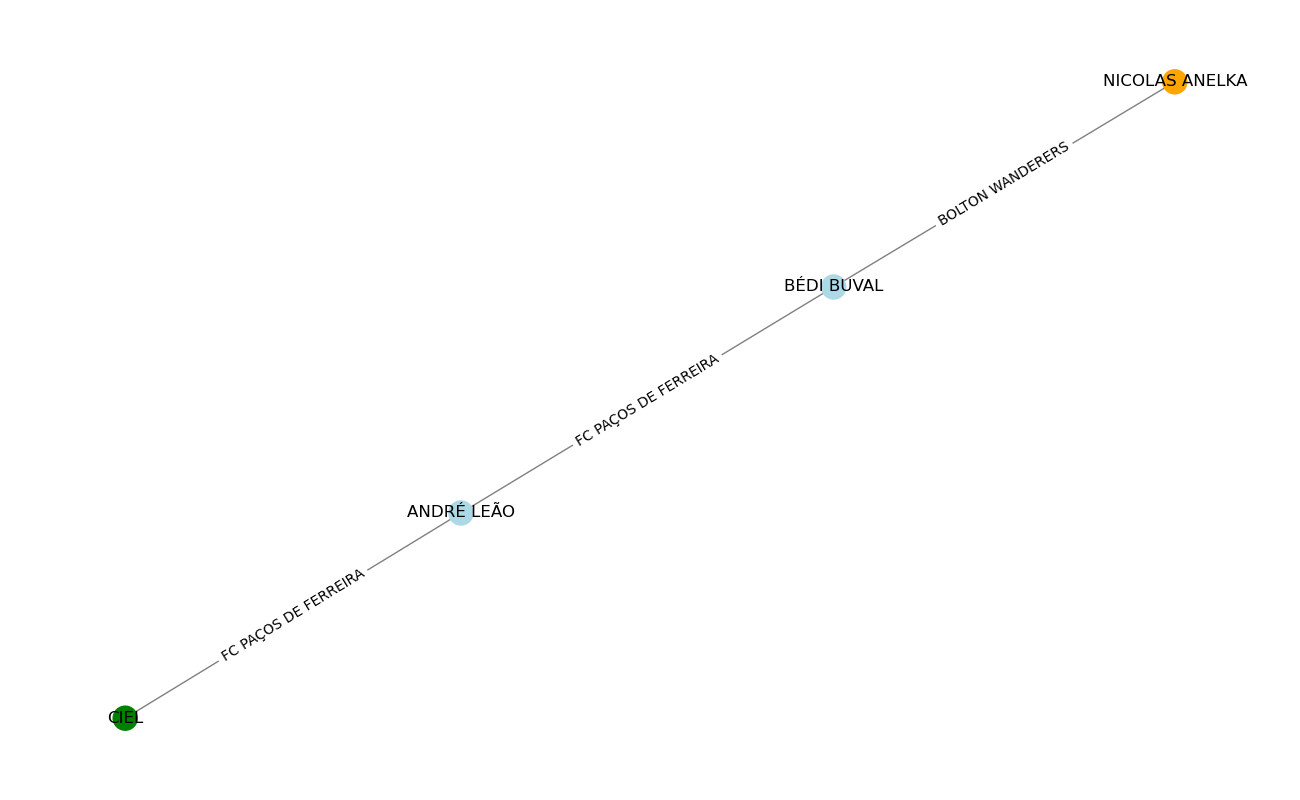 NICOLAS ANELKA
BOLTON WANDERERS
BÉDI BUVAL
FC PAÇOS DE FERREIRA
ANDRÉ LEÃO
FC PAÇOS DE FERREIRA
CIEL